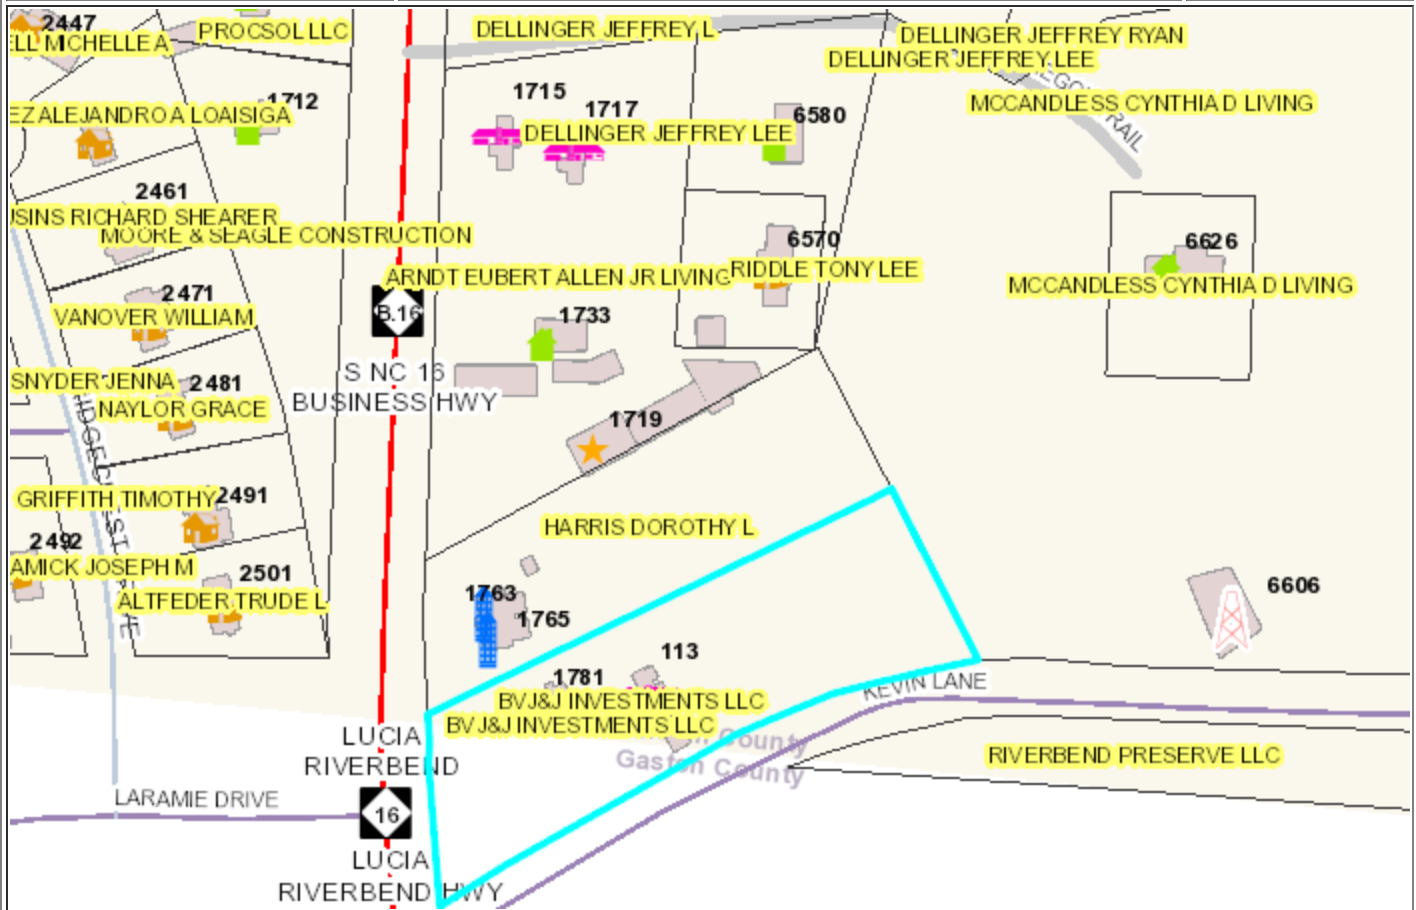 2447
DELLINGER JEFFREY L
PROCSOL LLC
DELLINGER JEFFREY RYAN
ELL MICHELLE A
DELLINGER JEFFREY LEE
1715
1712
1717
MCCANDLESS CYNTHIA D LIVING
EZ ALEJANDRO A LOAISIGA
6580
DELLINGER JEFFREY LEE
RAIL
2461
USINS RICHARD SHEARER
MOORE & SEAGLE CONSTRUCTION
6570
6626
ARNDT EUBERT ALLEN JR LIVING
RIDDLE TONY LEE
MCCANDLESS CYNTHIA D LIVING
2471
VANOVER WILLIAM
B.16
1733
S NC 16
BUSINESS HWY
SNYDER JENNA
2481
NAYLOR GRACE
1719
GRIFFITH TIMOTHY
2491
HARRIS DOROTHY L
2492
AMICK JOSEPH M
2501
ALTFEDER TRUDE L
1763
1765
6606
113
1781
KEVIN LANE
BVJ&J INVESTMENTS LLC
BVJ&J INVESTMENTS LLC
LUCIA
RIVERBEND
County
Gaston County
RIVERBEND PRESERVE LLC
LARAMIE DRIVE
16
LUCIA
RIVERBEND HWY